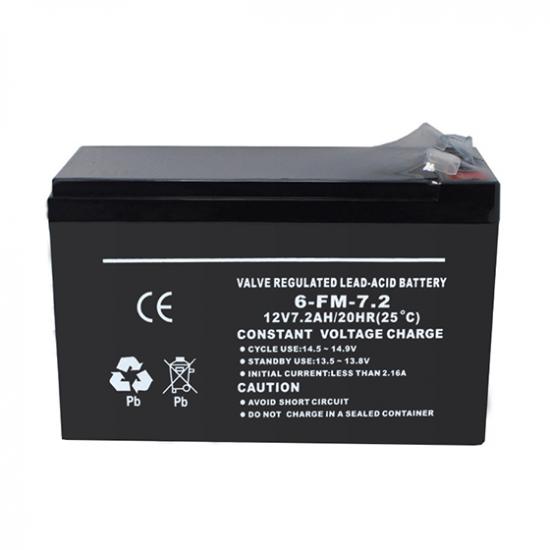 CE
VALVE REGULATED LEAD-ACID BATTERY
6-FM-7.2
12V7.2AH/20HR(25°C)
CONSTANT VOLTAGE CHARGE
● CYCLE USE:14.5 ~ 14.9V
● STANDBY USE:13.5 ~ 13.8V
● INITIAL CURRENT:LESS THAN 2.16A
CAUTION
● AVOID SHORT CIRCUIT
● DO NOT CHARGE IN A SEALED CONTAINER
Pb Pb